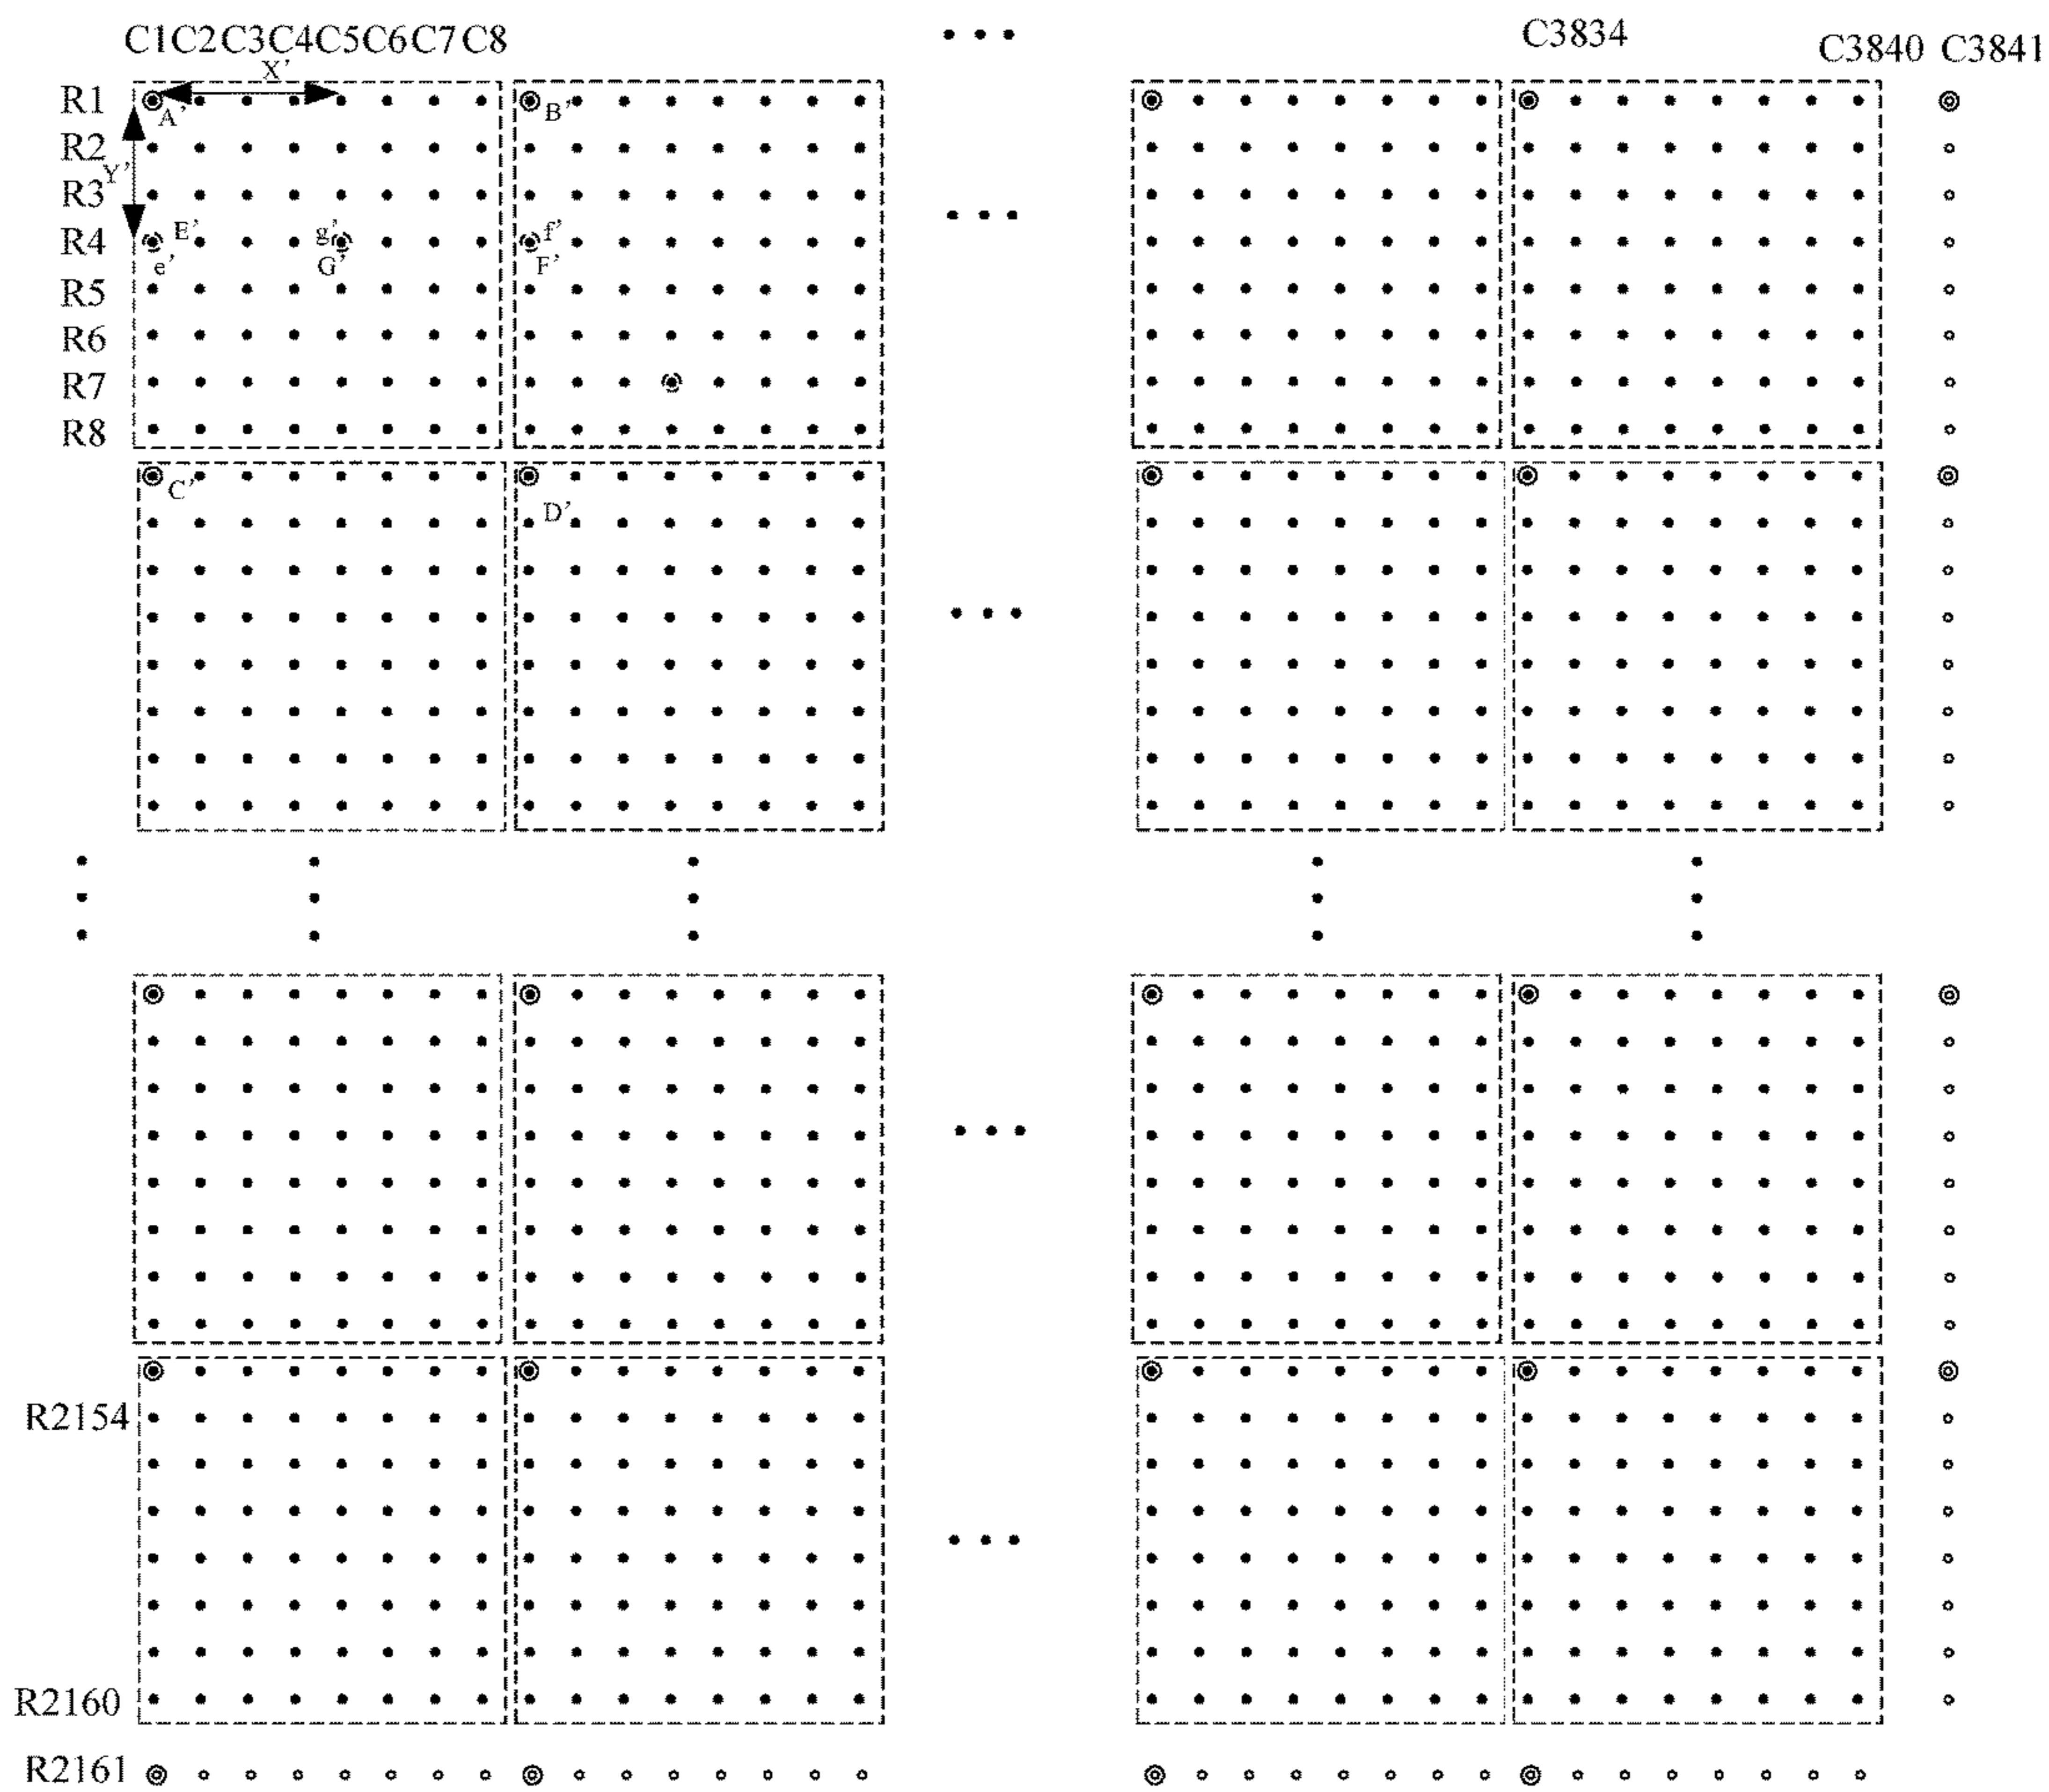 C1C2C3C4C5C6C7C8 ... C3834 C3840 C3841
X'
R1 A' B'
R2
Y'
R3
R4 E' g' f'
e' G' F'
R5
R6
R7
R8
C' D'
R2154
R2160
R2161